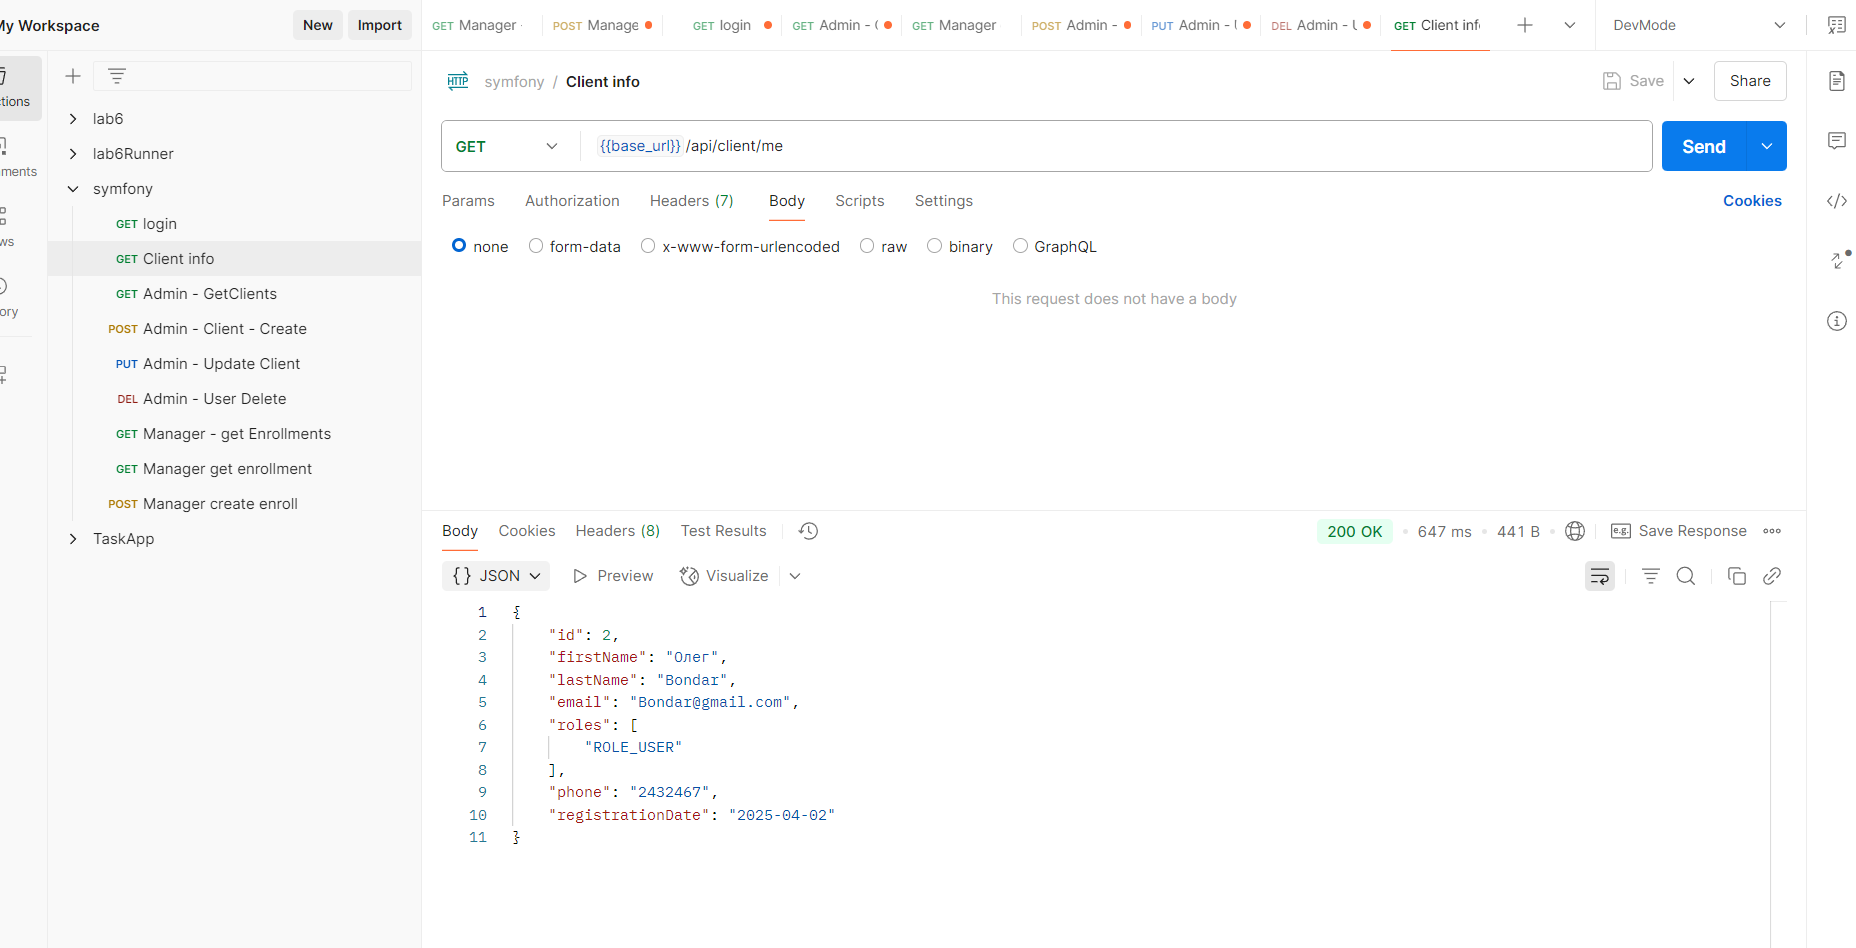 My Workspace
New
Import
lab6
lab6Runner
symfony
GET login
GET Client info
GET Admin - GetClients
POST Admin - Client - Create
PUT Admin - Update Client
DEL Admin - User Delete
GET Manager - get Enrollments
GET Manager get enrollment
POST Manager create enroll
TaskApp
GET Manager
POST Manage
GET login
GET Admin -
GET Manager
POST Admin -
PUT Admin -
DEL Admin -
GET Client inf
DevMode
HTTP symfony / Client info
Save
Share
GET
{{base_url}} /api/client/me
Send
Params Authorization Headers (7) Body Scripts Settings
Cookies
none form-data x-www-form-urlencoded raw binary GraphQL
This request does not have a body
Body Cookies Headers (8) Test Results
200 OK • 647 ms • 441 B •
e.g. Save Response
{} JSON Preview Visualize
1 {
2 "id": 2,
3 "firstName": "Олег",
4 "lastName": "Bondar",
5 "email": "Bondar@gmail.com",
6 "roles": [
7 "ROLE_USER"
8 ],
9 "phone": "2432467",
10 "registrationDate": "2025-04-02"
11 }